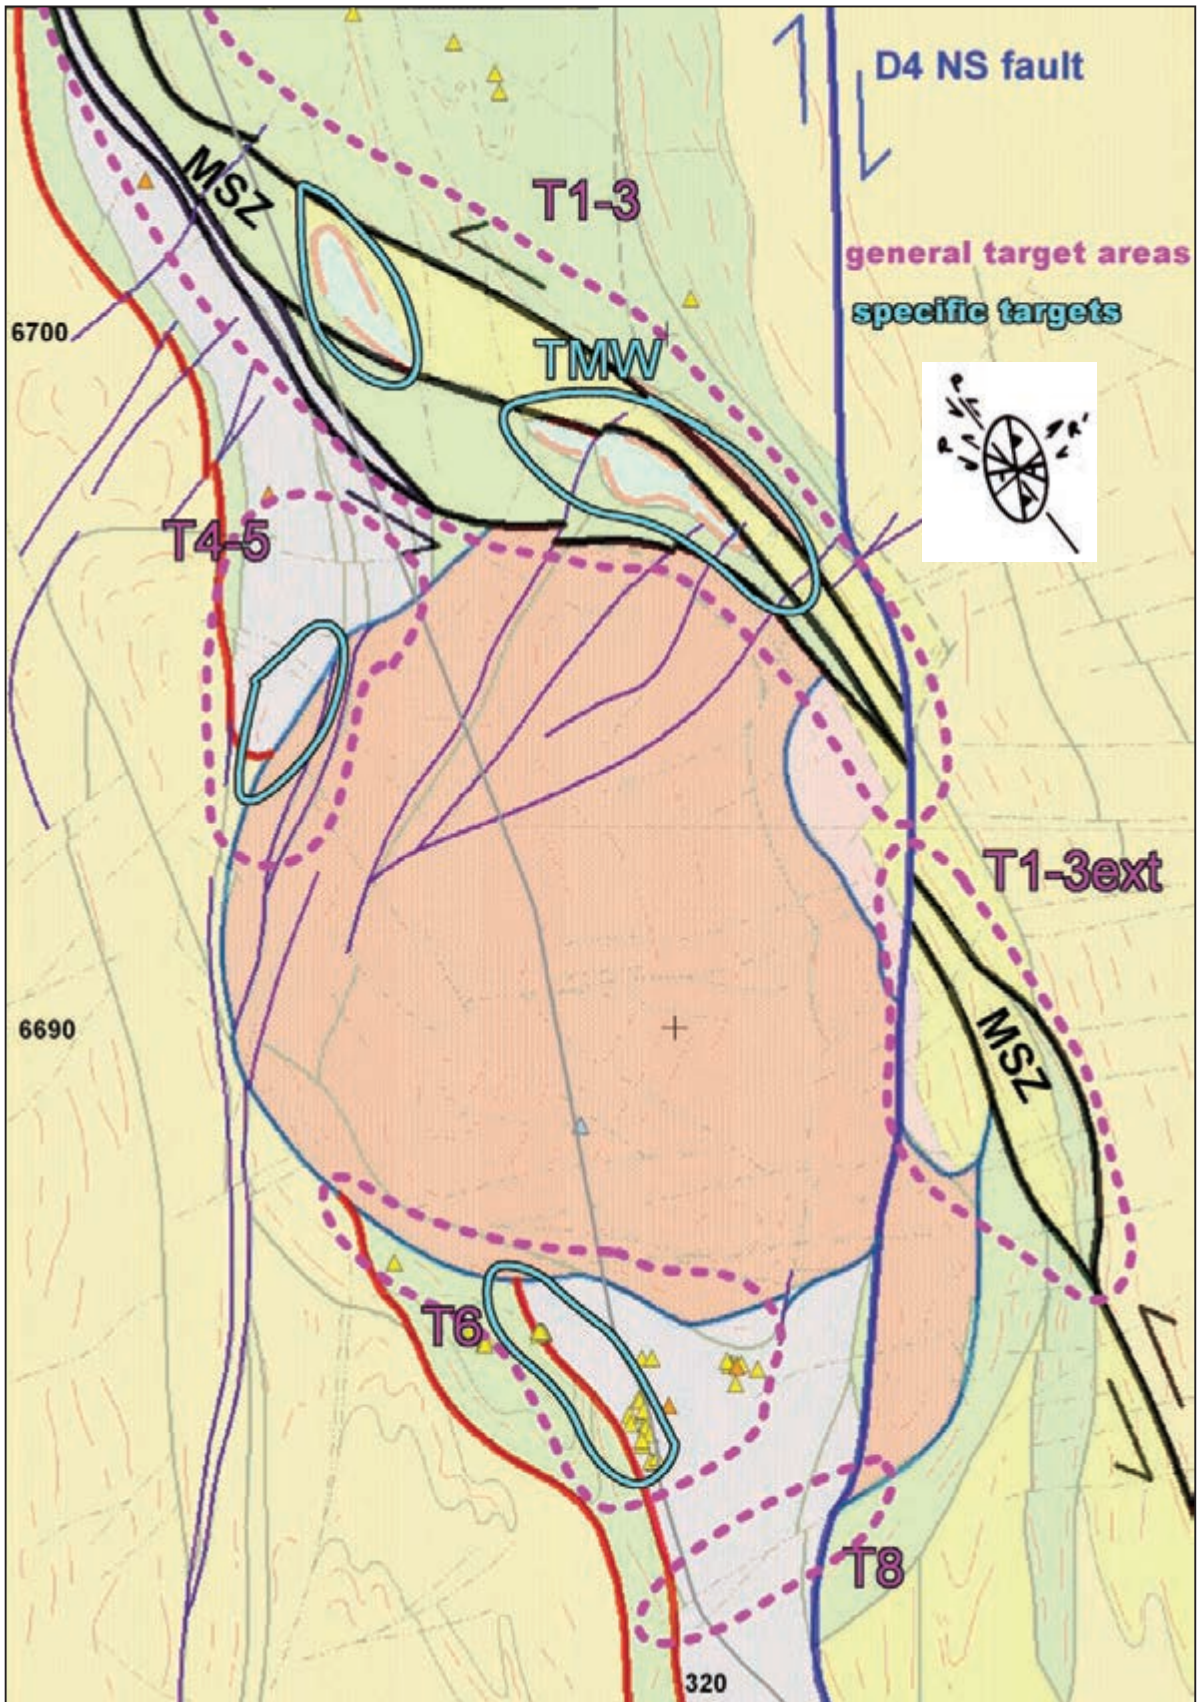 D4 NS fault
MSZ
T1-3
general target areas
specific targets
6700
TMW
P
R'
R
T4-5
T1-3ext
6690
MSZ
T6
T8
320